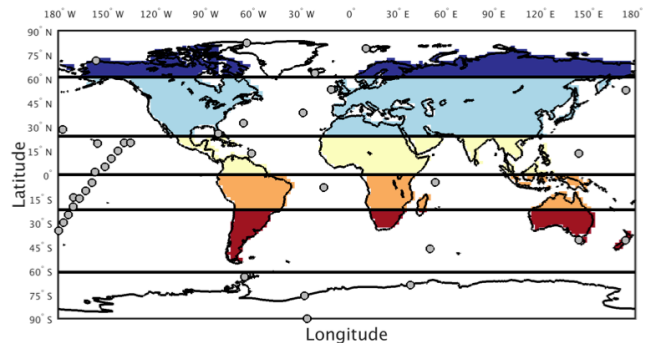 180° W 150° W 120° W 90° W 60° W 30° W 0° 30° E 60° E 90° E 120° E 150° E 180°
90° N
75° N
60° N
45° N
30° N
15° N
0°
15° S
30° S
45° S
60° S
75° S
90° S
Latitude
Longitude